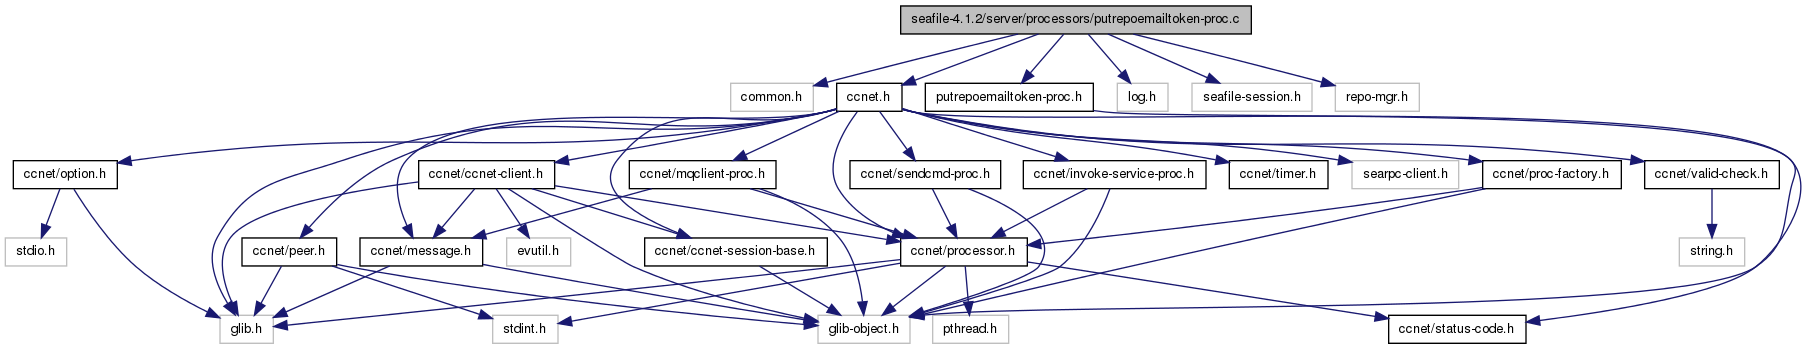 seafile-4.1.2/server/processors/putrepoemailtoken-proc.c
common.h
ccnet.h
putrepoemailtoken-proc.h
log.h
seafile-session.h
repo-mgr.h
ccnet/option.h
ccnet/ccnet-client.h
ccnet/mqclient-proc.h
ccnet/sendcmd-proc.h
ccnet/invoke-service-proc.h
ccnet/timer.h
searpc-client.h
ccnet/proc-factory.h
ccnet/valid-check.h
stdio.h
ccnet/peer.h
ccnet/message.h
evutil.h
ccnet/ccnet-session-base.h
ccnet/processor.h
string.h
glib.h
stdint.h
glib-object.h
pthread.h
ccnet/status-code.h